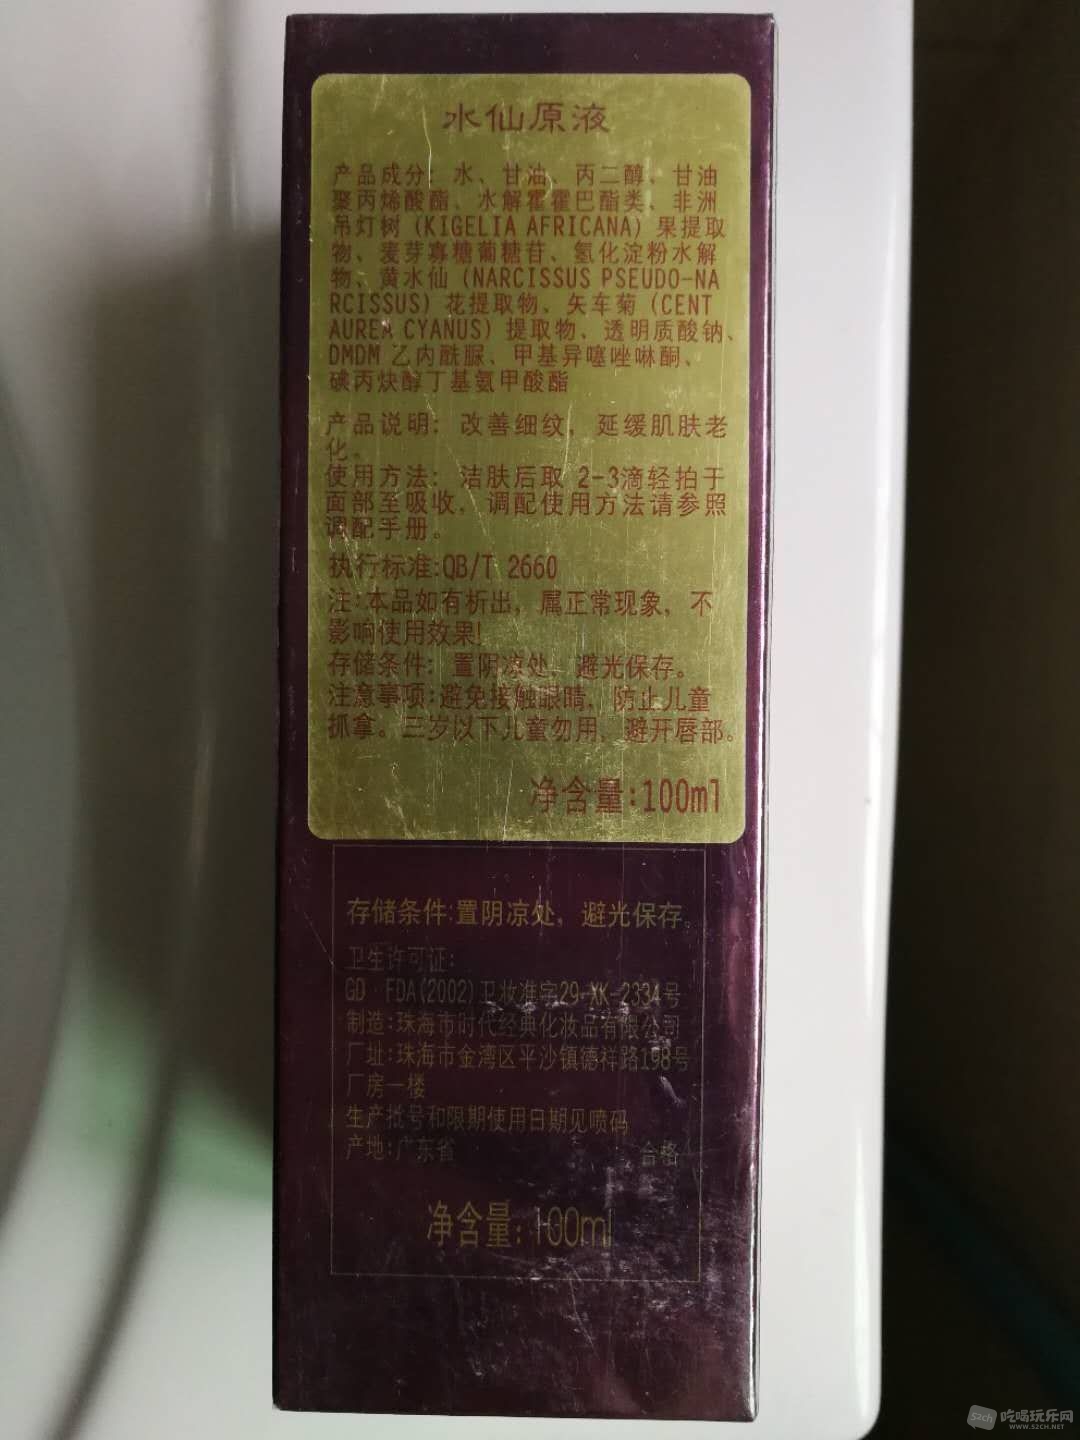 水仙原液
产品成分：水、甘油、丙二醇、甘油
聚丙烯酸酯、水解霍霍巴酯类、非洲
吊灯树（KIGELIA AFRICANA）果提取
物、麦芽寡糖葡糖苷、氢化淀粉水解
物、黄水仙（NARCISSUS PSEUDO-NA
RCISSUS）花提取物、矢车菊（CENT
AUREA CYANUS）提取物、透明质酸钠、
DMDM 乙内酰脲、甲基异噻唑啉酮、
碘丙炔醇丁基氨甲酸酯
产品说明：改善细纹，延缓肌肤老
化。
使用方法：洁肤后取 2-3滴轻拍于
面部至吸收，调配使用方法请参照
调配手册。
执行标准:QB/T 2660
注:本品如有析出，属正常现象，不
影响使用效果!
存储条件：置阴凉处，避光保存。
注意事项:避免接触眼睛，防止儿童
抓拿。三岁以下儿童勿用，避开唇部。
净含量:100ml
存储条件:置阴凉处，避光保存。
卫生许可证:
GD·FDA(2002)卫妆准字29-XK-2334号
制造:珠海市时代经典化妆品有限公司
厂址:珠海市金湾区平沙镇德祥路198号
厂房一楼
生产批号和限期使用日期见喷码
产地:广东省 合格
净含量:100ml
52ch 吃喝玩乐网
WWW.52CH.NET